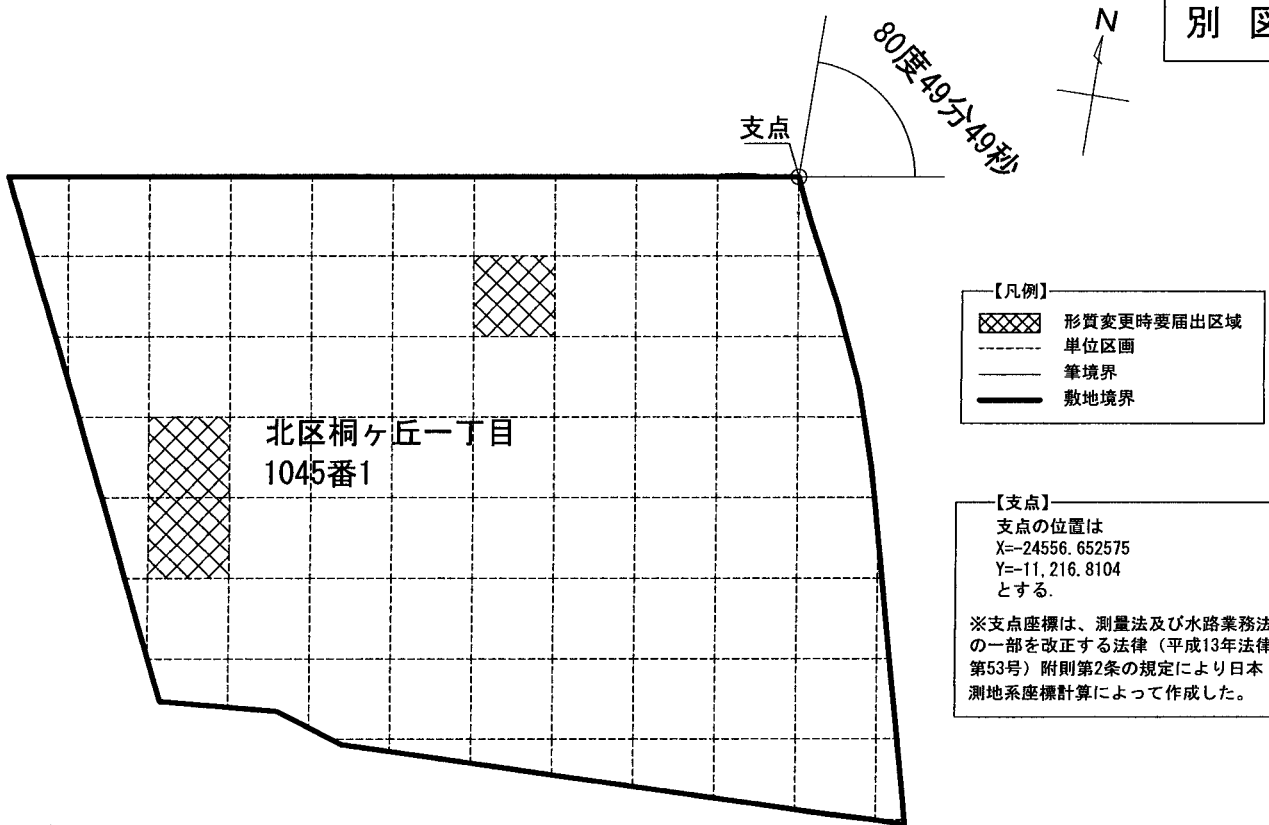 別 図
N
80度49分49秒
支点
北区桐ヶ丘一丁目
1045番1
【凡例】
形質変更時要届出区域
単位区画
筆境界
敷地境界
【支点】
支点の位置は
X=-24556.652575
Y=-11,216.8104
とする.
※支点座標は、測量法及び水路業務法
の一部を改正する法律（平成13年法律
第53号）附則第2条の規定により日本
測地系座標計算によって作成した。